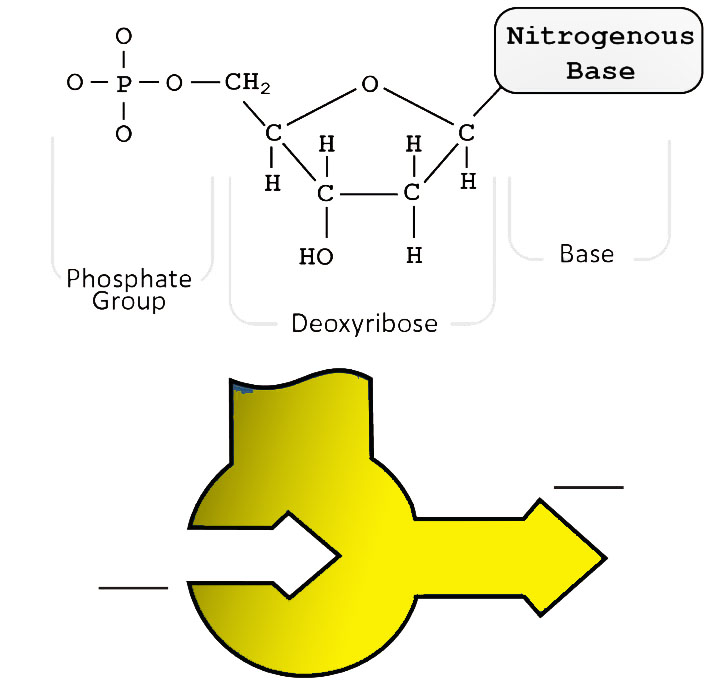 Nitrogenous
Base
O
O – P – O – CH₂
O
O
C
C
H
H
H
H
C
C
HO
H
Phosphate
Group
Deoxyribose
Base